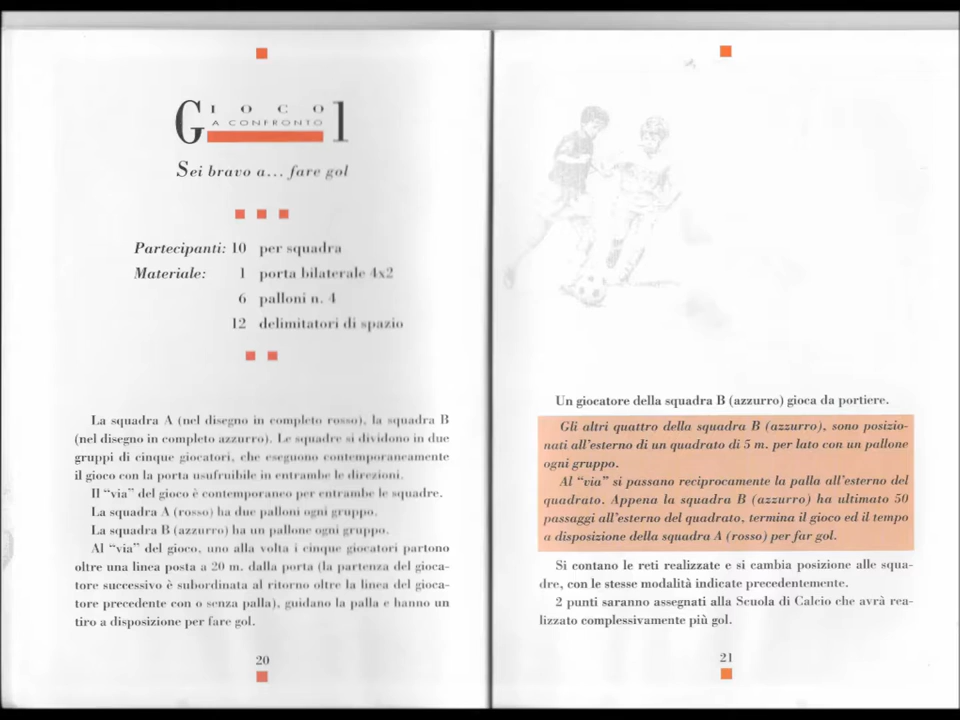 GIOCO 1
A CONFRONTO
Sei bravo a... fare gol
Partecipanti: 10 per squadra
Materiale: 1 porta bilaterale 4x2
6 palloni n. 4
12 delimitatori di spazio
La squadra A (nel disegno in completo rosso), la squadra B
(nel disegno in completo azzurro). Le squadre si dividono in due
gruppi di cinque giocatori, che eseguono contemporaneamente
il gioco con la porta usufruibile in entrambe le direzioni.
Il “via” del gioco è contemporaneo per entrambe le squadre.
La squadra A (rosso) ha due palloni ogni gruppo.
La squadra B (azzurro) ha un pallone ogni gruppo.
Al “via” del gioco, uno alla volta i cinque giocatori partono
oltre una linea posta a 20 m. dalla porta (la partenza del gioca-
tore successivo è subordinata al ritorno oltre la linea del gioca-
tore precedente con o senza palla), guidano la palla e hanno un
tiro a disposizione per fare gol.
20
Un giocatore della squadra B (azzurro) gioca da portiere.
Gli altri quattro della squadra B (azzurro), sono posizio-
nati all'esterno di un quadrato di 5 m. per lato con un pallone
ogni gruppo.
Al “via” si passano reciprocamente la palla all'esterno del
quadrato. Appena la squadra B (azzurro) ha ultimato 50
passaggi all'esterno del quadrato, termina il gioco ed il tempo
a disposizione della squadra A (rosso) per far gol.
Si contano le reti realizzate e si cambia posizione alle squa-
dre, con le stesse modalità indicate precedentemente.
2 punti saranno assegnati alla Scuola di Calcio che avrà rea-
lizzato complessivamente più gol.
21